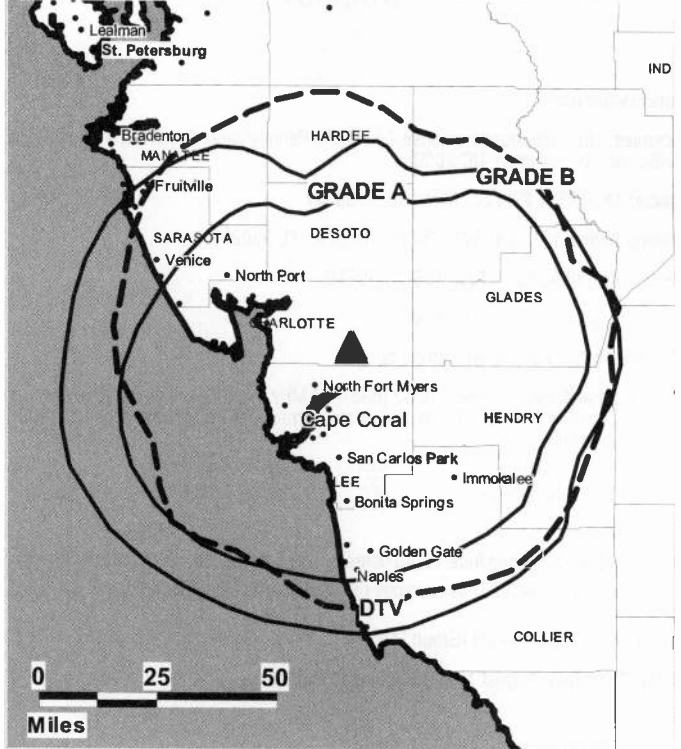 Lealman
St. Petersburg
IND
Bradenton
HARDEE
MANATEE
GRADE B
Fruitville
GRADE A
DESOTO
SARASOTA
Venice
North Port
GLADES
CHARLOTTE
North Fort Myers
Cape Coral
HENDRY
San Carlos Park
LEE
Immokalee
Bonita Springs
Golden Gate
Naples
DTV
COLLIER
0 25 50
Miles